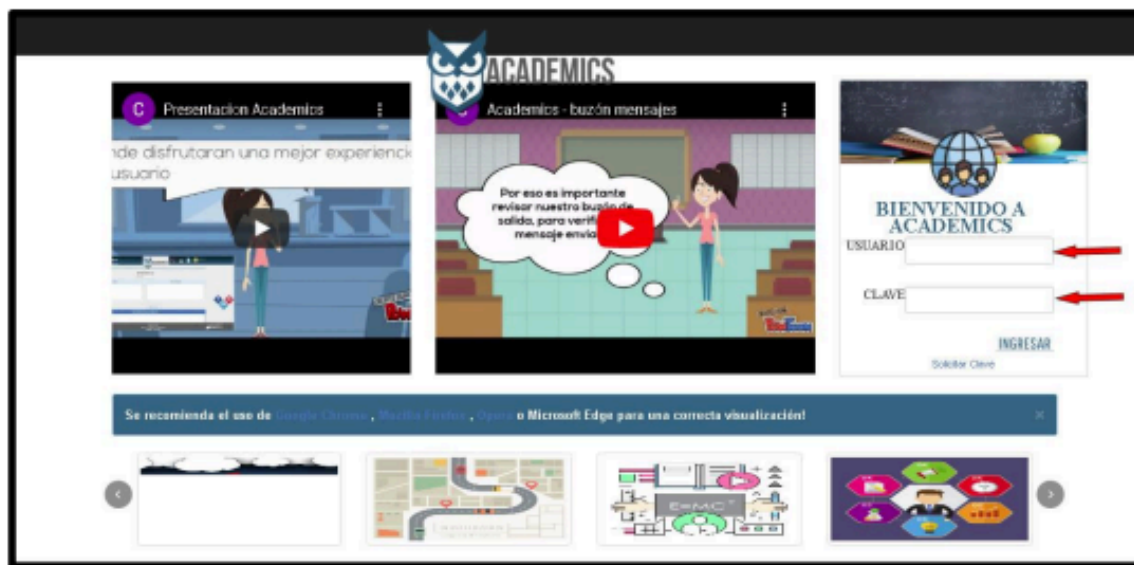 ACADEMICS
Presentacion Academics
nde disfrutaran una mejor experienci
usuario
Academics - buzón mensajes
Por eso es importante
revisar nuestro buzón de
salida, para verifi
mensaje envia
BIENVENIDO A
ACADEMICS
USUARIO
CLAVE
INGRESAR
Solicitar Clave
Se recomienda el uso de Google Chrome , Mozilla Firefox , Opera o Microsoft Edge para una correcta visualización!
E=MC²